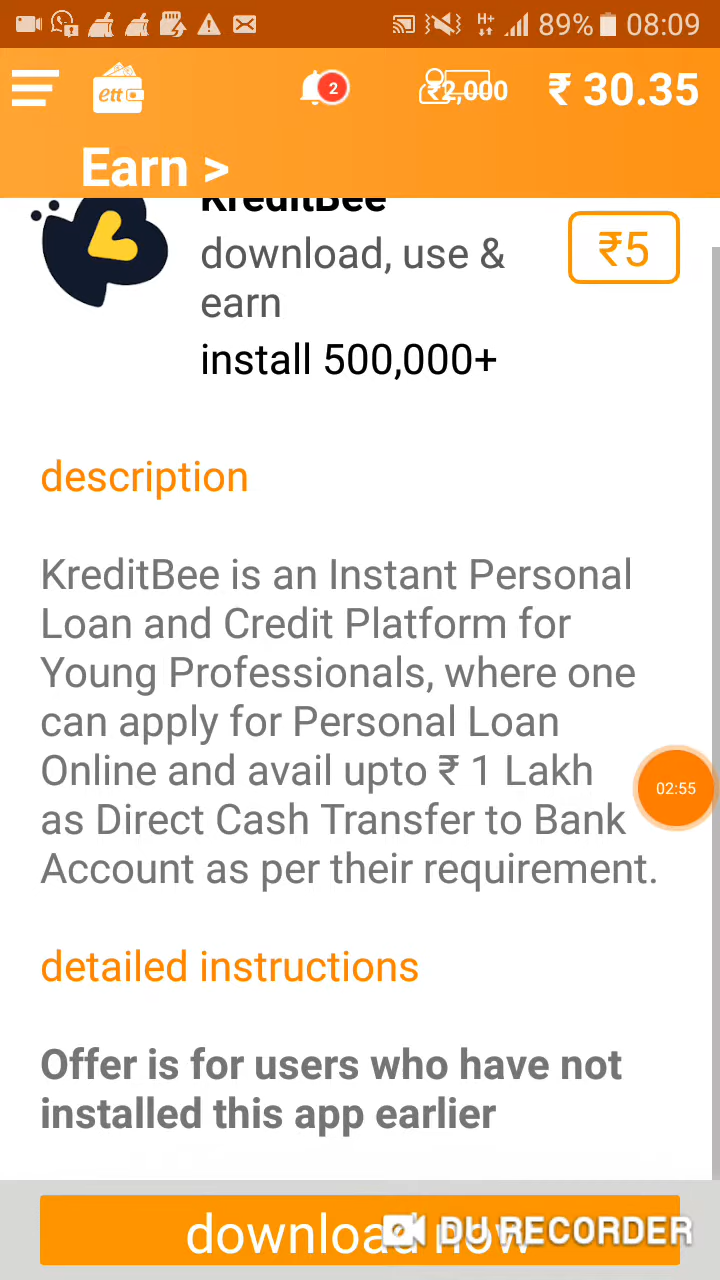 89% 08:09
ett 2 ₹2,000 ₹ 30.35
Earn >
KreditBee
download, use &
earn
₹5
install 500,000+
description
KreditBee is an Instant Personal
Loan and Credit Platform for
Young Professionals, where one
can apply for Personal Loan
Online and avail upto ₹ 1 Lakh
as Direct Cash Transfer to Bank
Account as per their requirement.
02:55
detailed instructions
Offer is for users who have not
installed this app earlier
download now
DU RECORDER